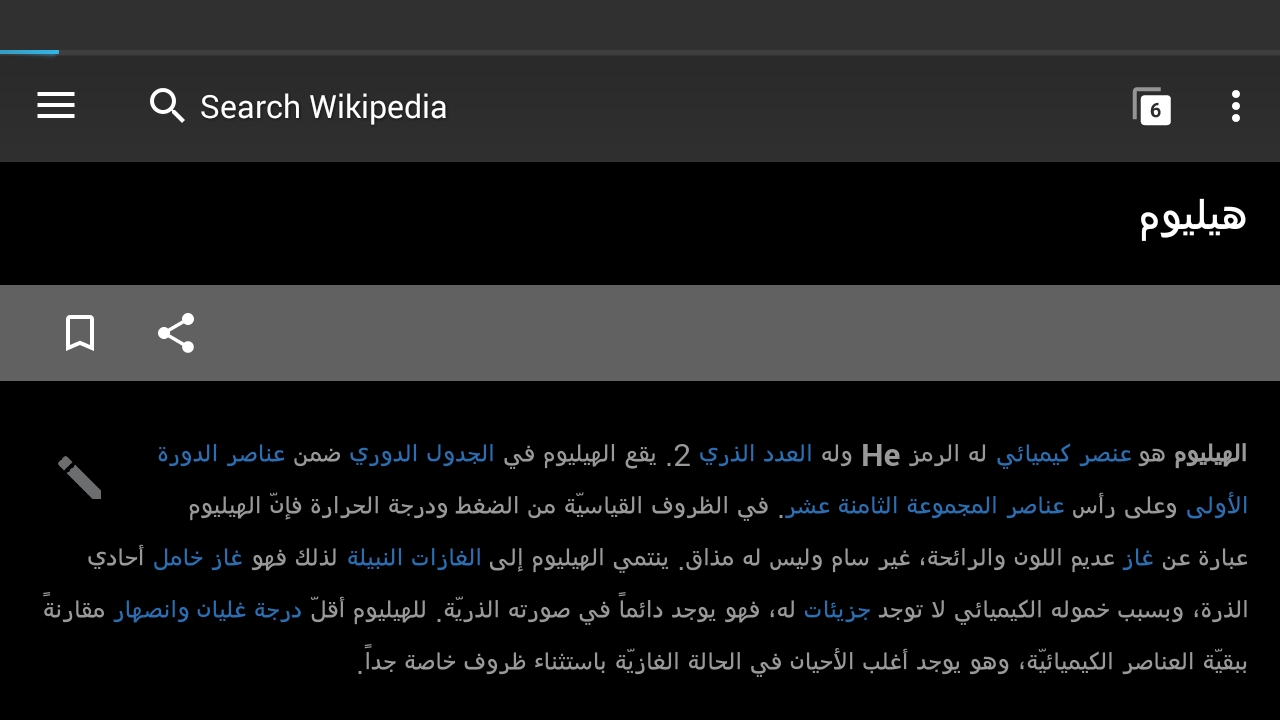 Search Wikipedia
6
هيليوم
الهيليوم هو عنصر كيميائي له الرمز He وله العدد الذري 2. يقع الهيليوم في الجدول الدوري ضمن عناصر الدورة
الأولى وعلى رأس عناصر المجموعة الثامنة عشر. في الظروف القياسيّة من الضغط ودرجة الحرارة فإنّ الهيليوم
عبارة عن غاز عديم اللون والرائحة، غير سام وليس له مذاق. ينتمي الهيليوم إلى الغازات النبيلة لذلك فهو غاز خامل أحادي
الذرة، وبسبب خموله الكيميائي لا توجد جزيئات له، فهو يوجد دائماً في صورته الذريّة. للهيليوم أقلّ درجة غليان وانصهار مقارنةً
ببقيّة العناصر الكيميائيّة، وهو يوجد أغلب الأحيان في الحالة الغازيّة باستثناء ظروف خاصة جداً.